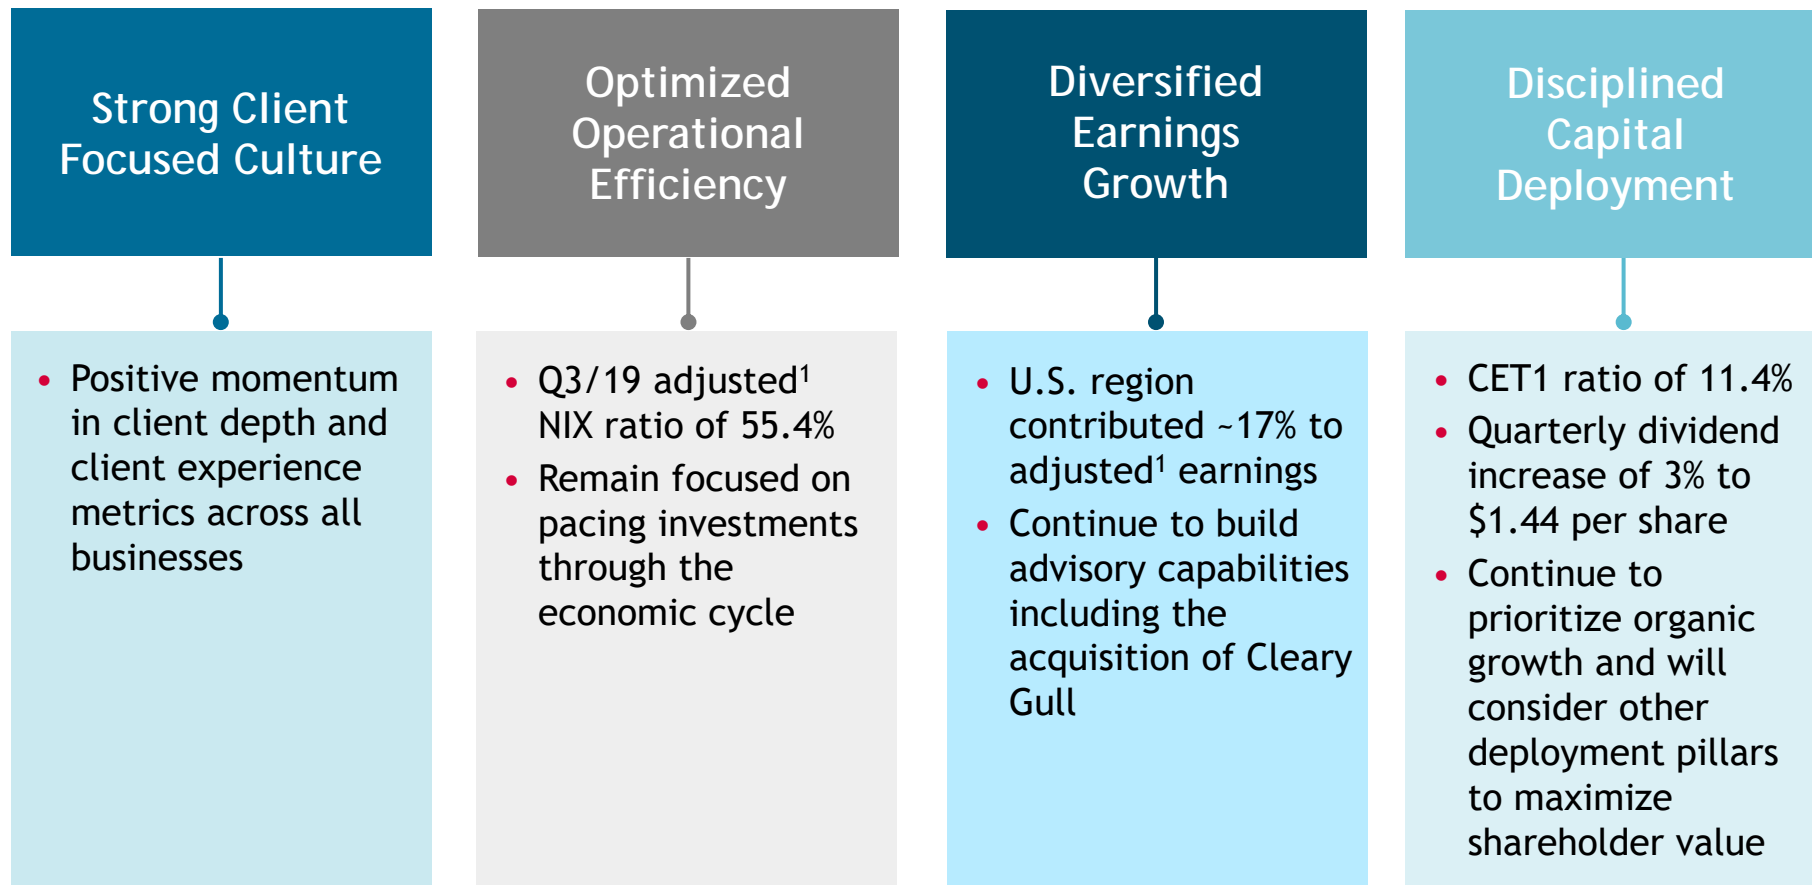 Strong Client
Focused Culture
• Positive momentum
in client depth and
client experience
metrics across all
businesses
Optimized
Operational
Efficiency
• Q3/19 adjusted¹
NIX ratio of 55.4%
• Remain focused on
pacing investments
through the
economic cycle
Diversified
Earnings
Growth
• U.S. region
contributed ~17% to
adjusted¹ earnings
• Continue to build
advisory capabilities
including the
acquisition of Cleary
Gull
Disciplined
Capital
Deployment
• CET1 ratio of 11.4%
• Quarterly dividend
increase of 3% to
$1.44 per share
• Continue to
prioritize organic
growth and will
consider other
deployment pillars
to maximize
shareholder value